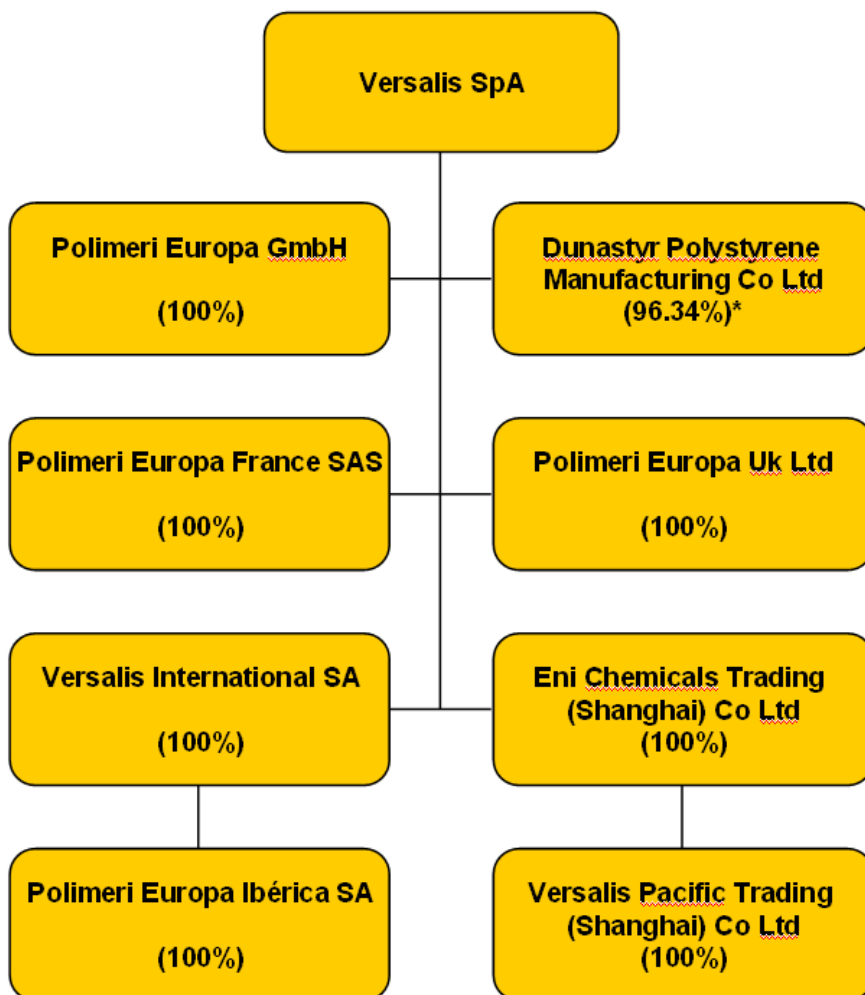 Versalis SpA
Polimeri Europa GmbH
(100%)
Dunastyr Polystyrene
Manufacturing Co Ltd
(96.34%)*
Polimeri Europa France SAS
(100%)
Polimeri Europa Uk Ltd
(100%)
Versalis International SA
(100%)
Eni Chemicals Trading
(Shanghai) Co Ltd
(100%)
Polimeri Europa Ibérica SA
(100%)
Versalis Pacific Trading
(Shanghai) Co Ltd
(100%)